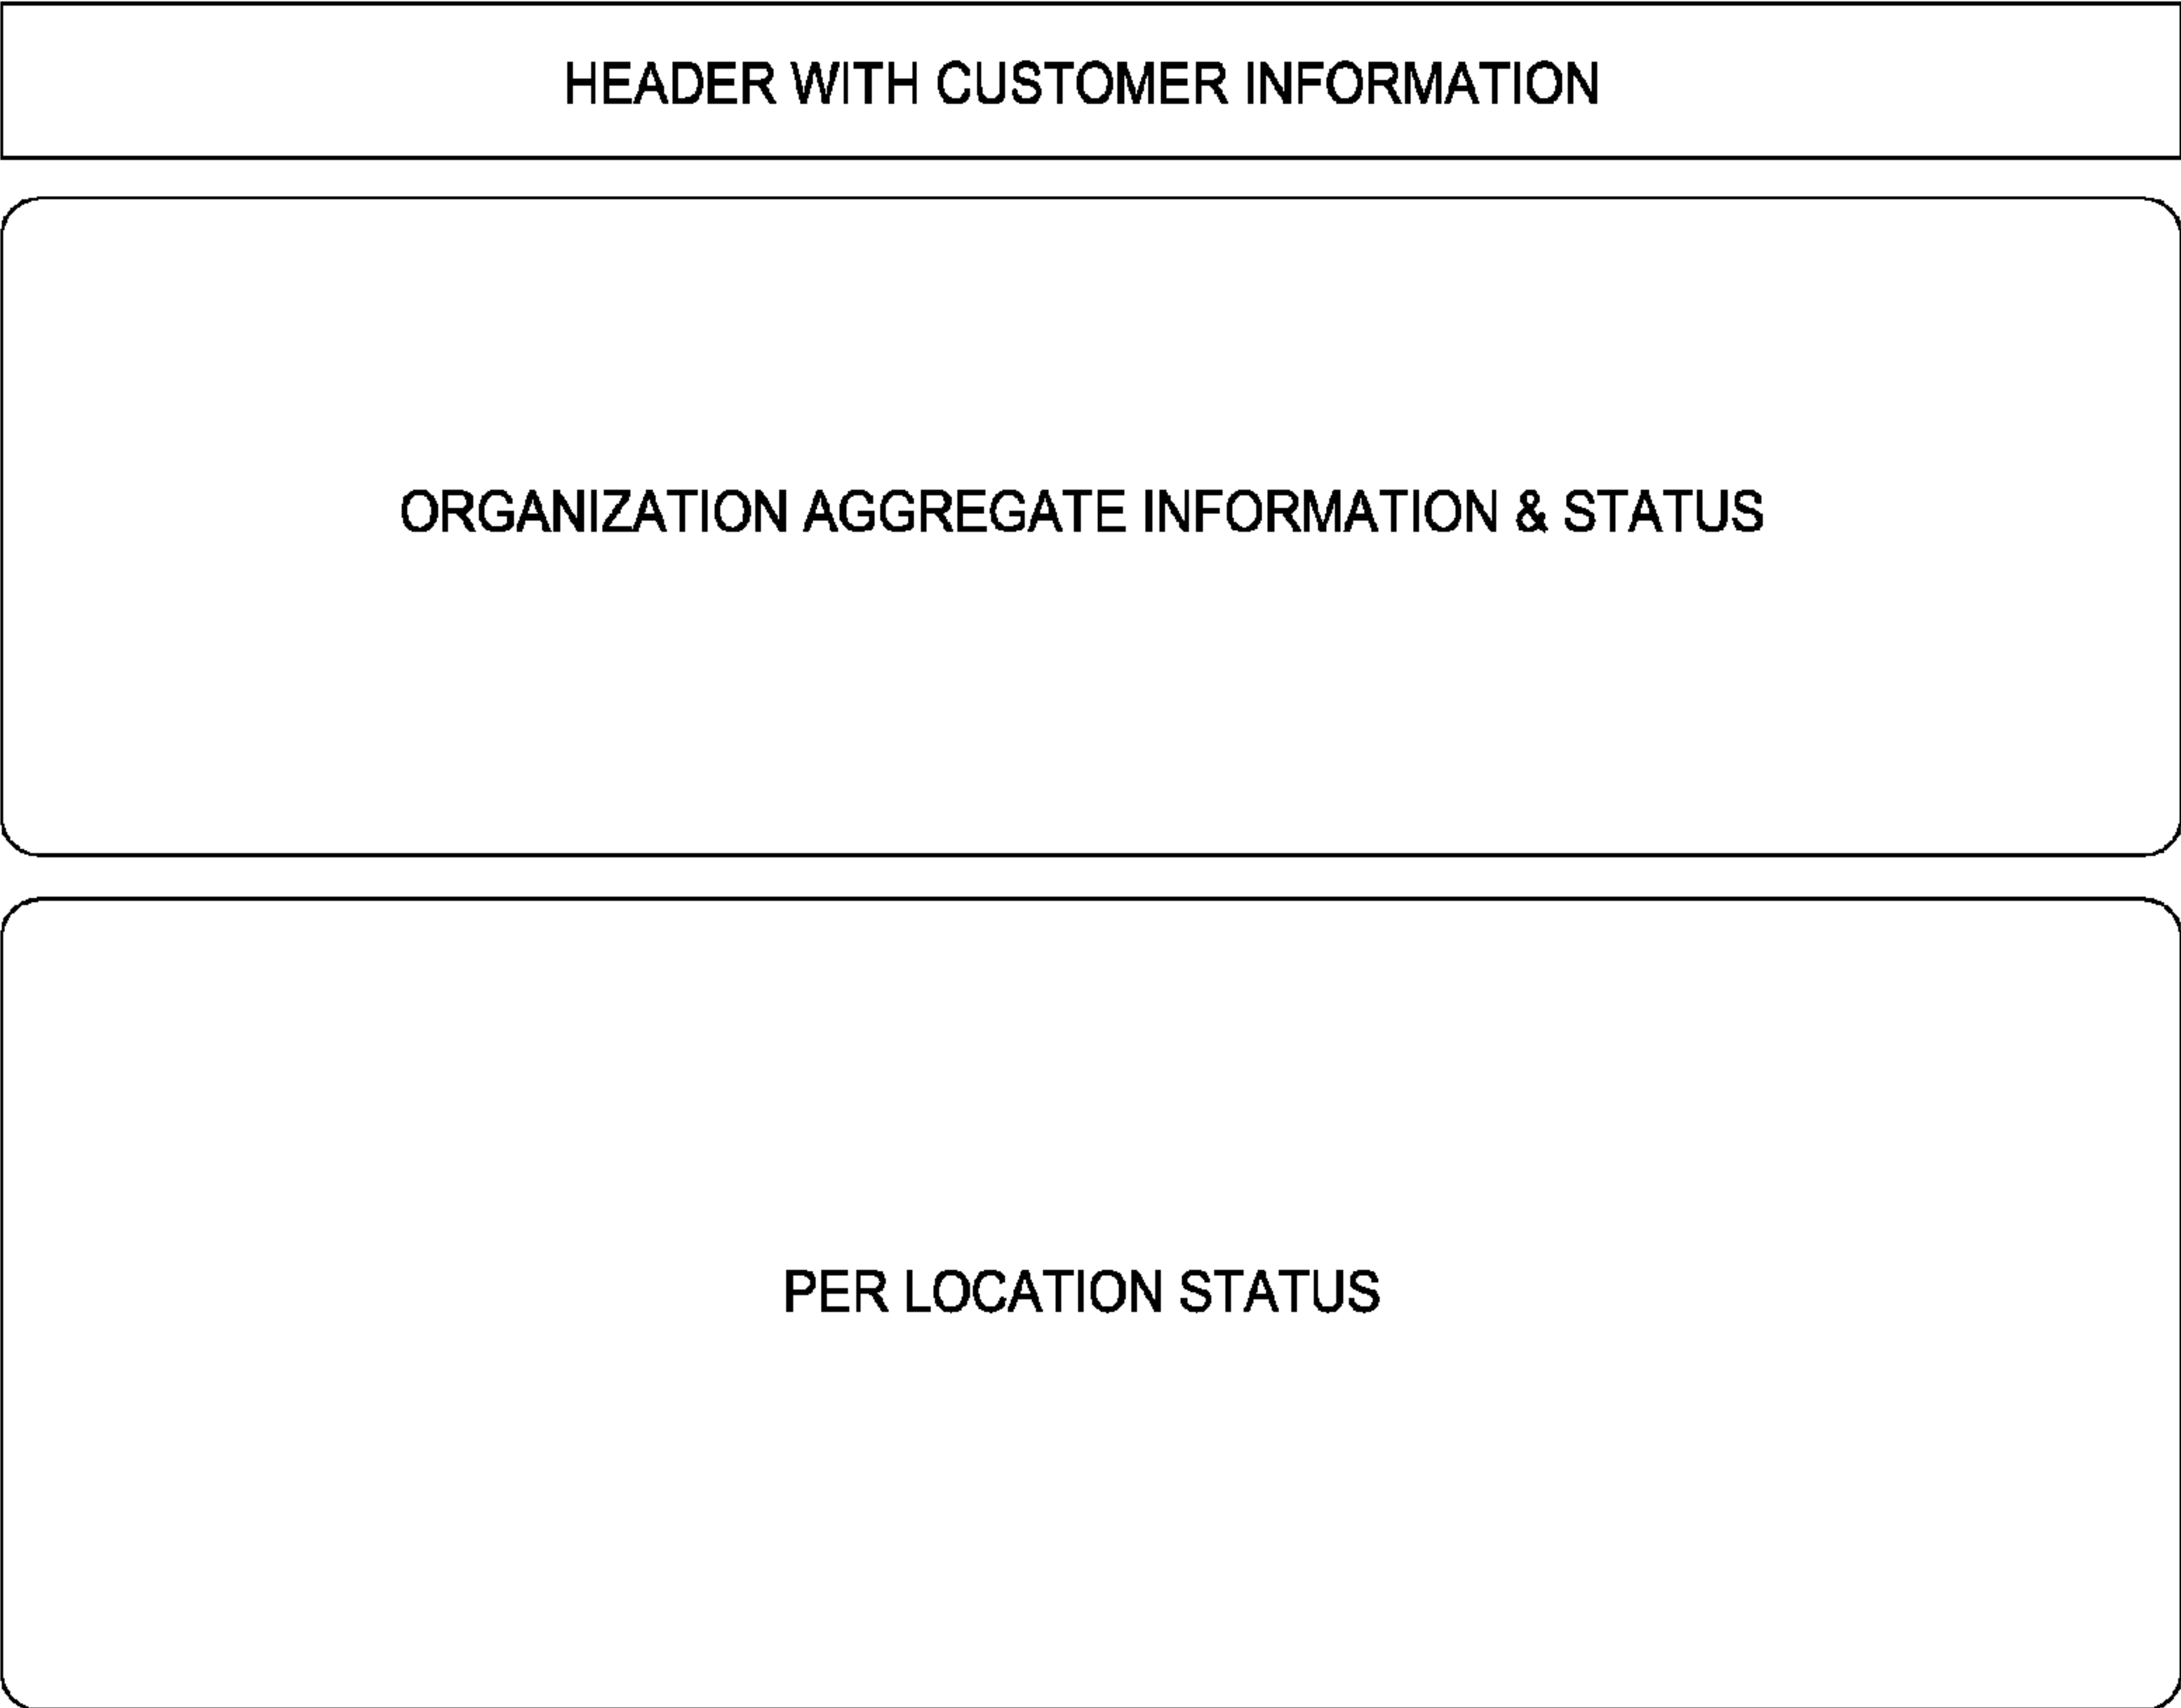 HEADER WITH CUSTOMER INFORMATION
ORGANIZATION AGGREGATE INFORMATION & STATUS
PER LOCATION STATUS